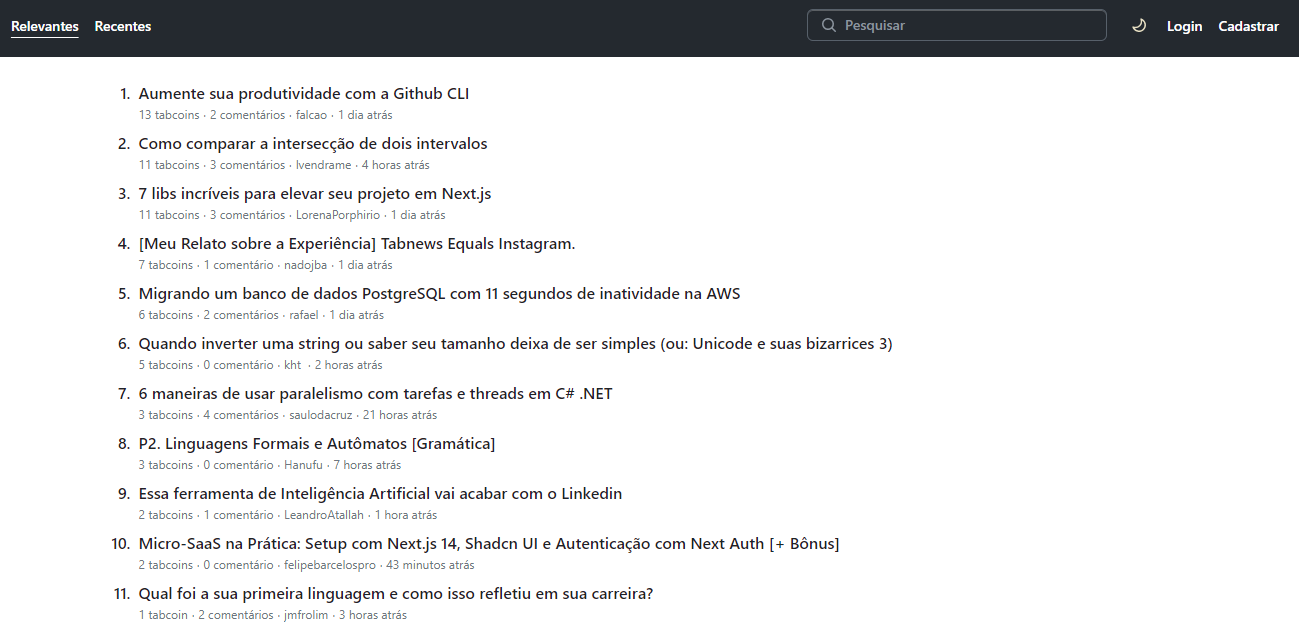 Relevantes Recentes Pesquisar Login Cadastrar
1. Aumente sua produtividade com a Github CLI
13 tabcoins · 2 comentários · falcao · 1 dia atrás
2. Como comparar a intersecção de dois intervalos
11 tabcoins · 3 comentários · lvendrame · 4 horas atrás
3. 7 libs incríveis para elevar seu projeto em Next.js
11 tabcoins · 3 comentários · LorenaPorphirio · 1 dia atrás
4. [Meu Relato sobre a Experiência] Tabnews Equals Instagram.
7 tabcoins · 1 comentário · nadojba · 1 dia atrás
5. Migrando um banco de dados PostgreSQL com 11 segundos de inatividade na AWS
6 tabcoins · 2 comentários · rafael · 1 dia atrás
6. Quando inverter uma string ou saber seu tamanho deixa de ser simples (ou: Unicode e suas bizarrices 3)
5 tabcoins · 0 comentário · kht · 2 horas atrás
7. 6 maneiras de usar paralelismo com tarefas e threads em C# .NET
3 tabcoins · 4 comentários · saulodacruz · 21 horas atrás
8. P2. Linguagens Formais e Autômatos [Gramática]
3 tabcoins · 0 comentário · Hanufu · 7 horas atrás
9. Essa ferramenta de Inteligência Artificial vai acabar com o Linkedin
2 tabcoins · 1 comentário · LeandroAtallah · 1 hora atrás
10. Micro-SaaS na Prática: Setup com Next.js 14, Shadcn UI e Autenticação com Next Auth [+ Bônus]
2 tabcoins · 0 comentário · felipebarcelospro · 43 minutos atrás
11. Qual foi a sua primeira linguagem e como isso refletiu em sua carreira?
1 tabcoin · 2 comentários · jmfrolim · 3 horas atrás